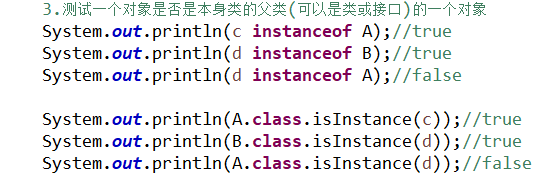 3.测试一个对象是否是本身类的父类(可以是类或接口)的一个对象
System.out.println(c instanceof A);//true
System.out.println(d instanceof B);//true
System.out.println(d instanceof A);//false
System.out.println(A.class.isInstance(c));//true
System.out.println(B.class.isInstance(d));//true
System.out.println(A.class.isInstance(d));//false